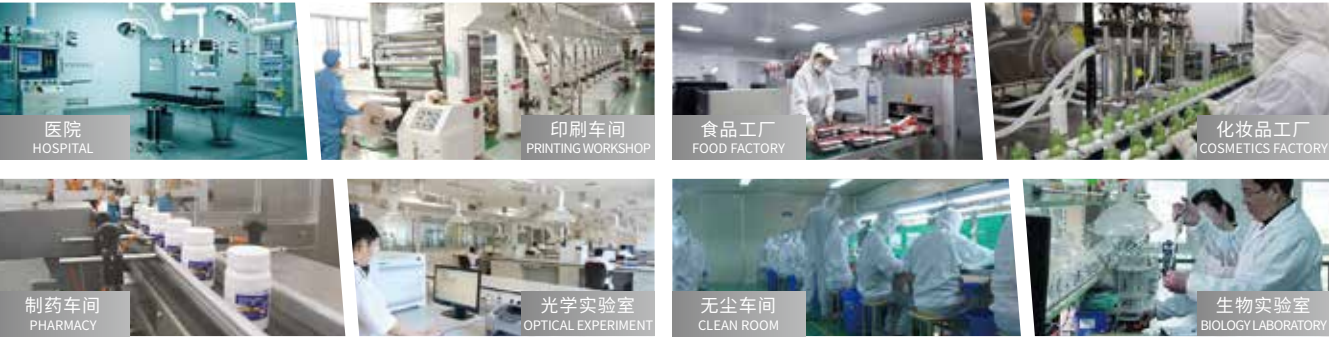 医院
HOSPITAL
印刷车间
PRINTING WORKSHOP
食品工厂
FOOD FACTORY
化妆品工厂
COSMETICS FACTORY
制药车间
PHARMACY
光学实验室
OPTICAL EXPERIMENT
无尘车间
CLEAN ROOM
生物实验室
BIOLOGY LABORATORY